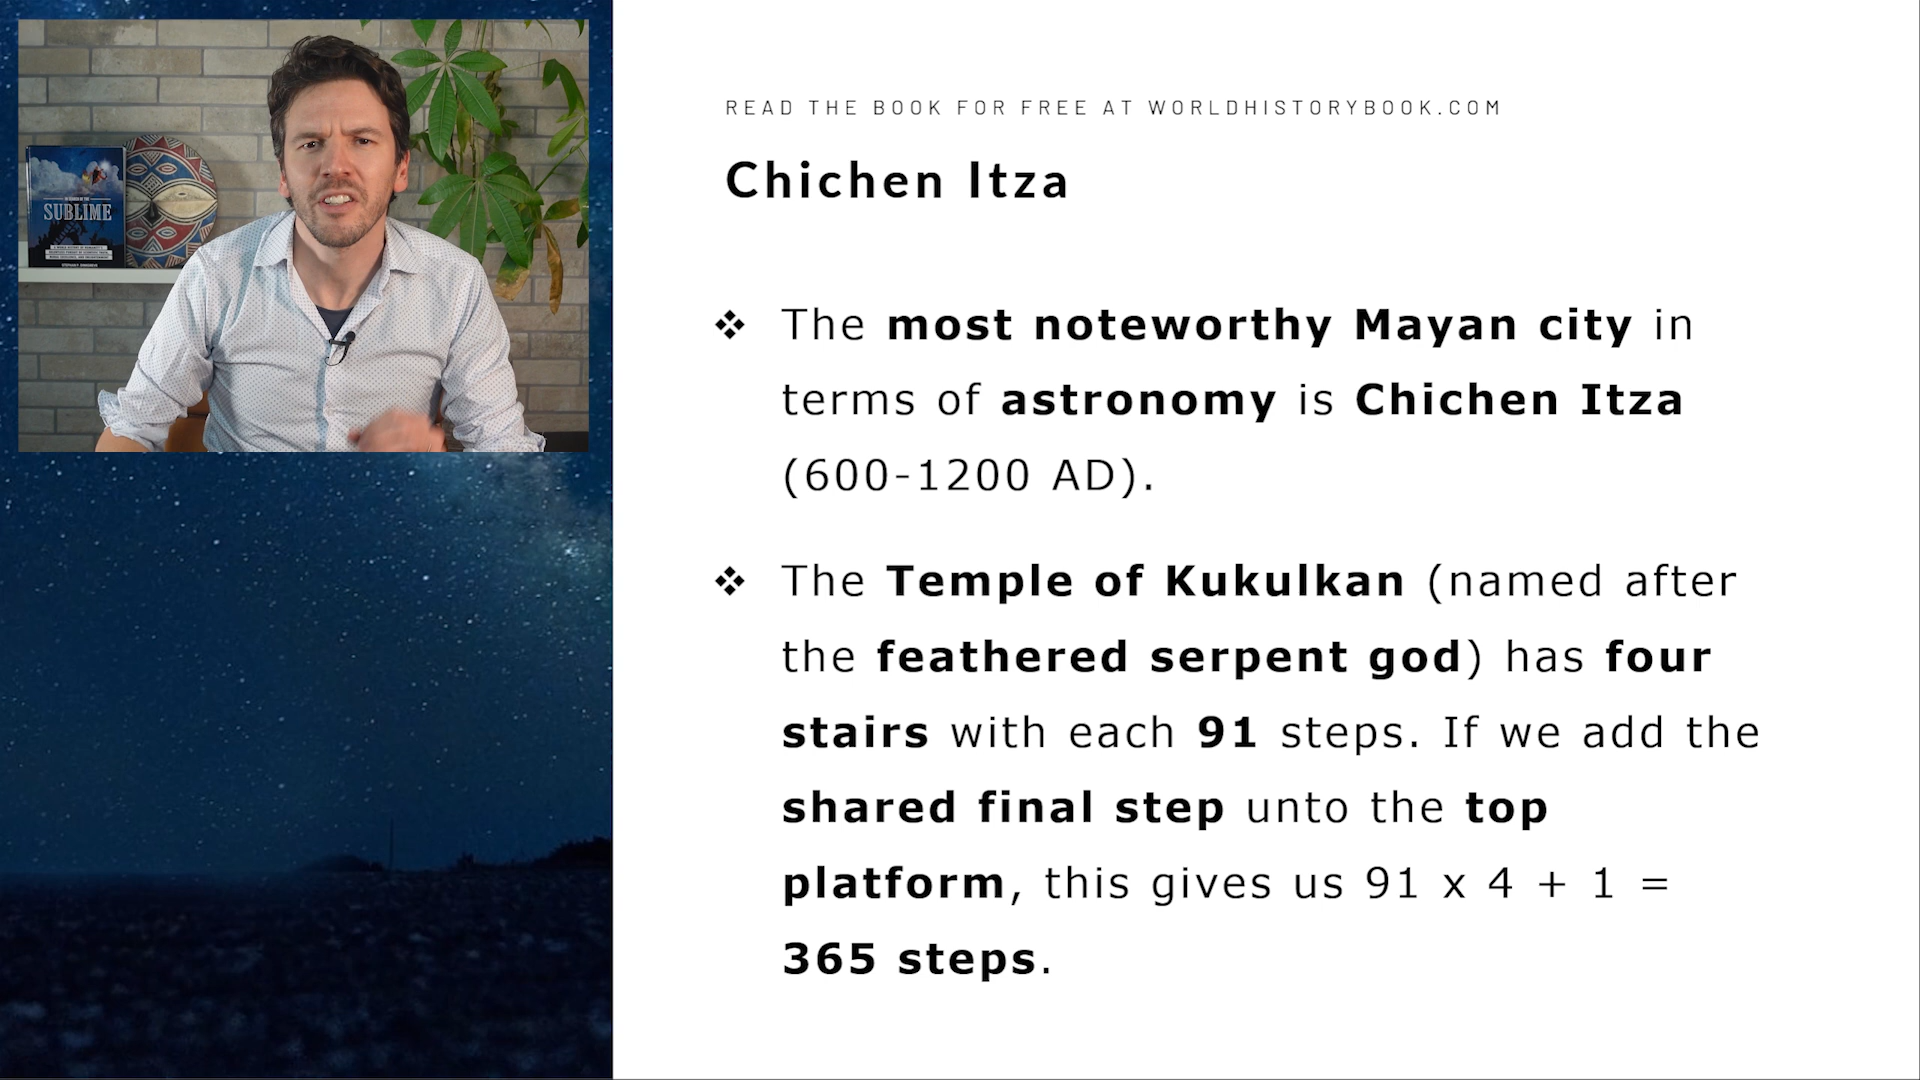 READ THE BOOK FOR FREE AT WORLDHISTORYBOOK.COM
Chichen Itza
❖ The most noteworthy Mayan city in
terms of astronomy is Chichen Itza
(600-1200 AD).
❖ The Temple of Kukulkan (named after
the feathered serpent god) has four
stairs with each 91 steps. If we add the
shared final step unto the top
platform, this gives us 91 x 4 + 1 =
365 steps.
SUBLIME